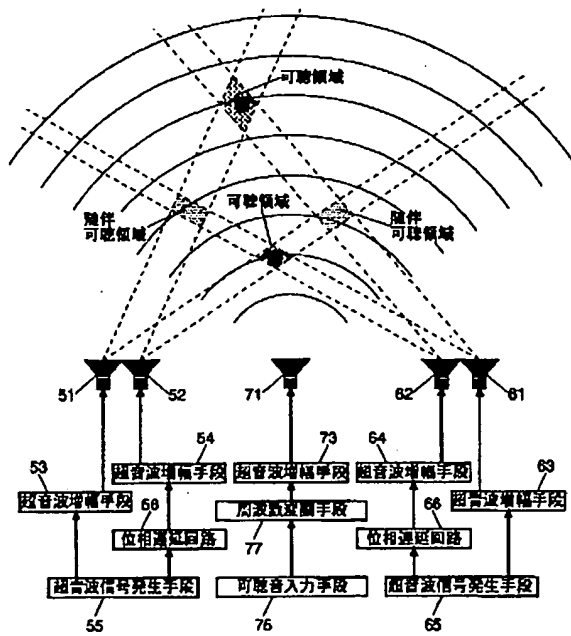 可聴領域
随伴
可聴領域
可聴領域
随伴
可聴領域
51
52
71
62
61
53
54
73
64
63
超音波増幅手段
超音波増幅手段
超音波増幅手段
超音波増幅手段
超音波増幅手段
56
周波数変調手段
66
位相遅延回路
77
位相遅延回路
超音波信号発生手段
可聴音入力手段
超音波信号発生手段
55
75
65